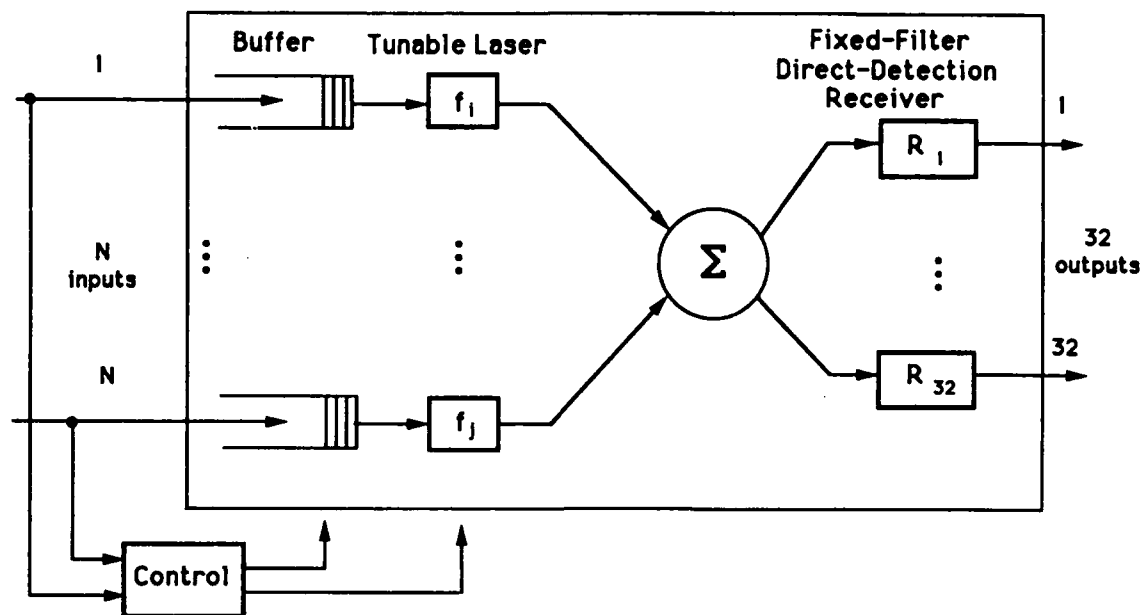 Buffer
Tunable Laser
Fixed-Filter
Direct-Detection
Receiver
1
f i
R 1
1
N
inputs
Σ
32
outputs
N
f j
R 32
32
Control